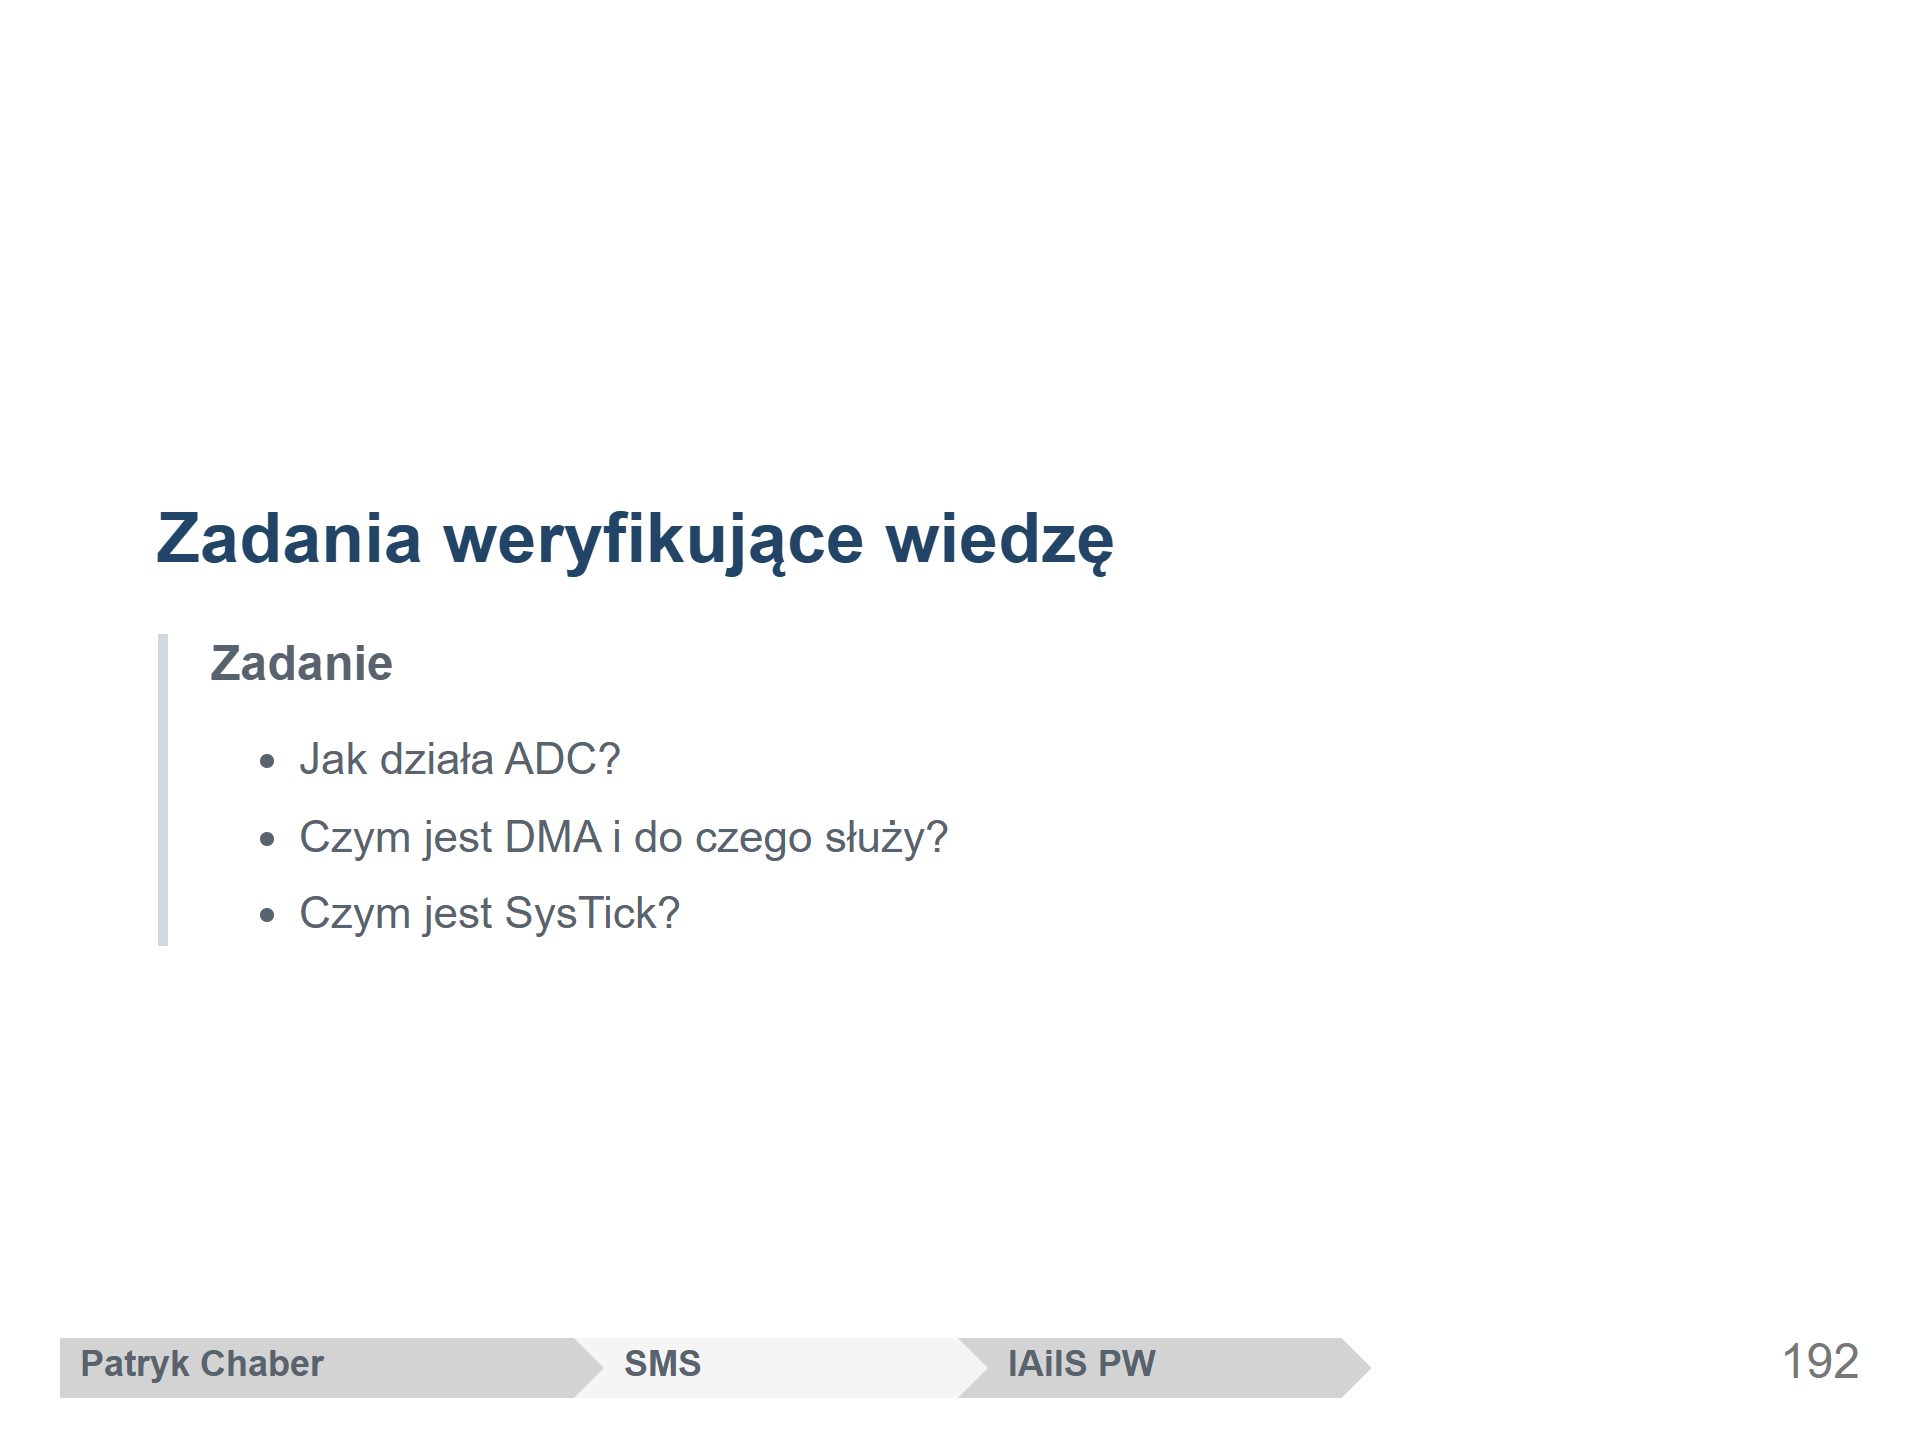 Zadania weryfikujące wiedzę
Zadanie
Jak działa ADC?
Czym jest DMA i do czego służy?
Czym jest SysTick?
Patryk Chaber
SMS
IAiIS PW
192